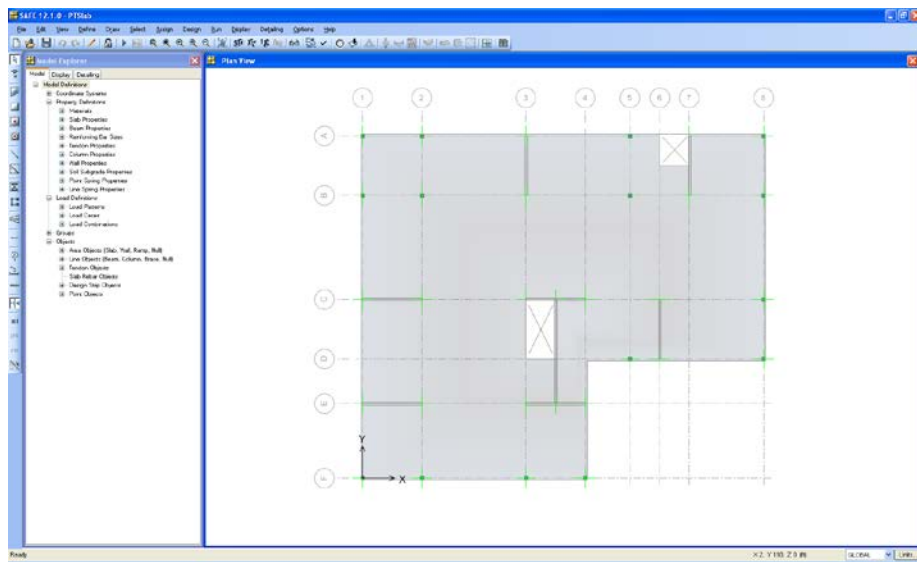 SAFE 12.1.0 - PTSlab
File Edit View Define Draw Select Assign Design Run Display Detailing Options Help
Model Explorer
Plan View
Model Display Detailing
Model Definitions
Coordinate Systems
Property Definitions
Materials
Slab Properties
Beam Properties
Reinforcing Bar Sizes
Tendon Properties
Column Properties
Wall Properties
Soil Subgrade Properties
Point Spring Properties
Line Spring Properties
Load Definitions
Load Patterns
Load Cases
Load Combinations
Groups
Objects
Area Objects (Slab, Wall, Ramp, Null)
Line Objects (Beam, Column, Brace, Null)
Tendon Objects
Slab Rebar Objects
Design Strip Objects
Point Objects
1 2 3 4 5 6 7 8
A
B
C
D
E
F
Y
X
Ready
GLOBAL
Units...